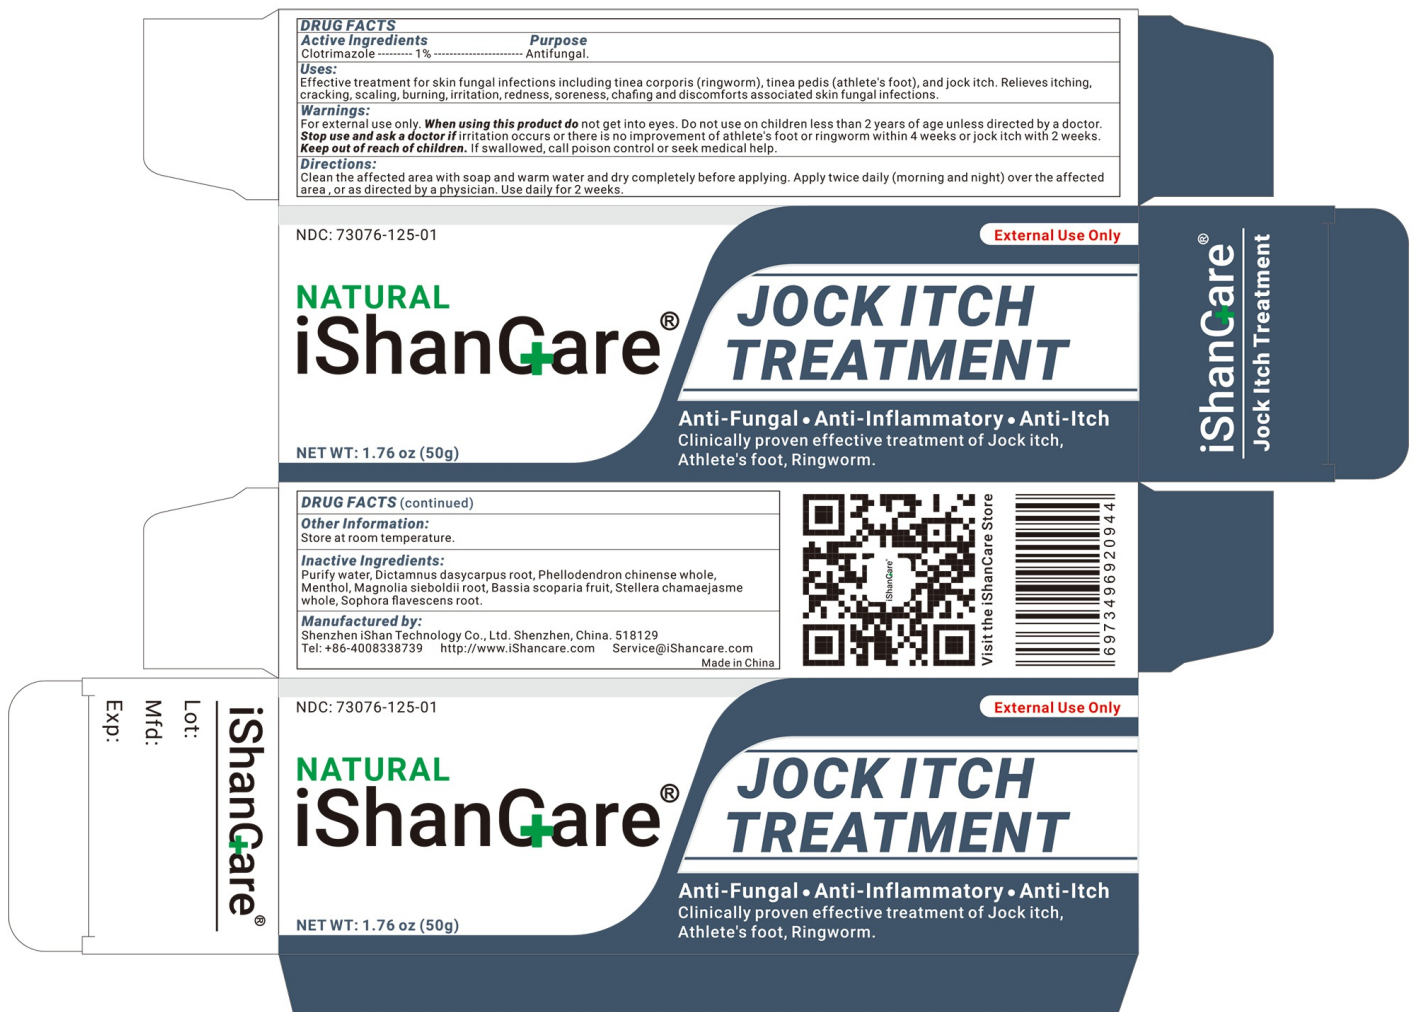 DRUG FACTS
Active Ingredients Purpose
Clotrimazole --------- 1% ----------------------- Antifungal.
Uses:
Effective treatment for skin fungal infections including tinea corporis (ringworm), tinea pedis (athlete's foot), and jock itch. Relieves itching,
cracking, scaling, burning, irritation, redness, soreness, chafing and discomforts associated skin fungal infections.
Warnings:
For external use only. When using this product do not get into eyes. Do not use on children less than 2 years of age unless directed by a doctor.
Stop use and ask a doctor if irritation occurs or there is no improvement of athlete's foot or ringworm within 4 weeks or jock itch with 2 weeks.
Keep out of reach of children. If swallowed, call poison control or seek medical help.
Directions:
Clean the affected area with soap and warm water and dry completely before applying. Apply twice daily (morning and night) over the affected
area , or as directed by a physician. Use daily for 2 weeks.
NDC: 73076-125-01
External Use Only
NATURAL
iShanCare®
JOCK ITCH
TREATMENT
Anti-Fungal • Anti-Inflammatory • Anti-Itch
Clinically proven effective treatment of Jock itch,
Athlete's foot, Ringworm.
NET WT: 1.76 oz (50g)
iShanCare®
Jock Itch Treatment
DRUG FACTS (continued)
Other Information:
Store at room temperature.
Inactive Ingredients:
Purify water, Dictamnus dasycarpus root, Phellodendron chinense whole,
Menthol, Magnolia sieboldii root, Bassia scoparia fruit, Stellera chamaejasme
whole, Sophora flavescens root.
Manufactured by:
Shenzhen iShan Technology Co., Ltd. Shenzhen, China. 518129
Tel: +86-4008338739 http://www.iShancare.com Service@iShancare.com
Made in China
iShanCare®
Visit the iShanCare Store
6973496920944
NDC: 73076-125-01
External Use Only
NATURAL
iShanCare®
JOCK ITCH
TREATMENT
Anti-Fungal • Anti-Inflammatory • Anti-Itch
Clinically proven effective treatment of Jock itch,
Athlete's foot, Ringworm.
NET WT: 1.76 oz (50g)
iShanCare®
Lot:
Mfd:
Exp: